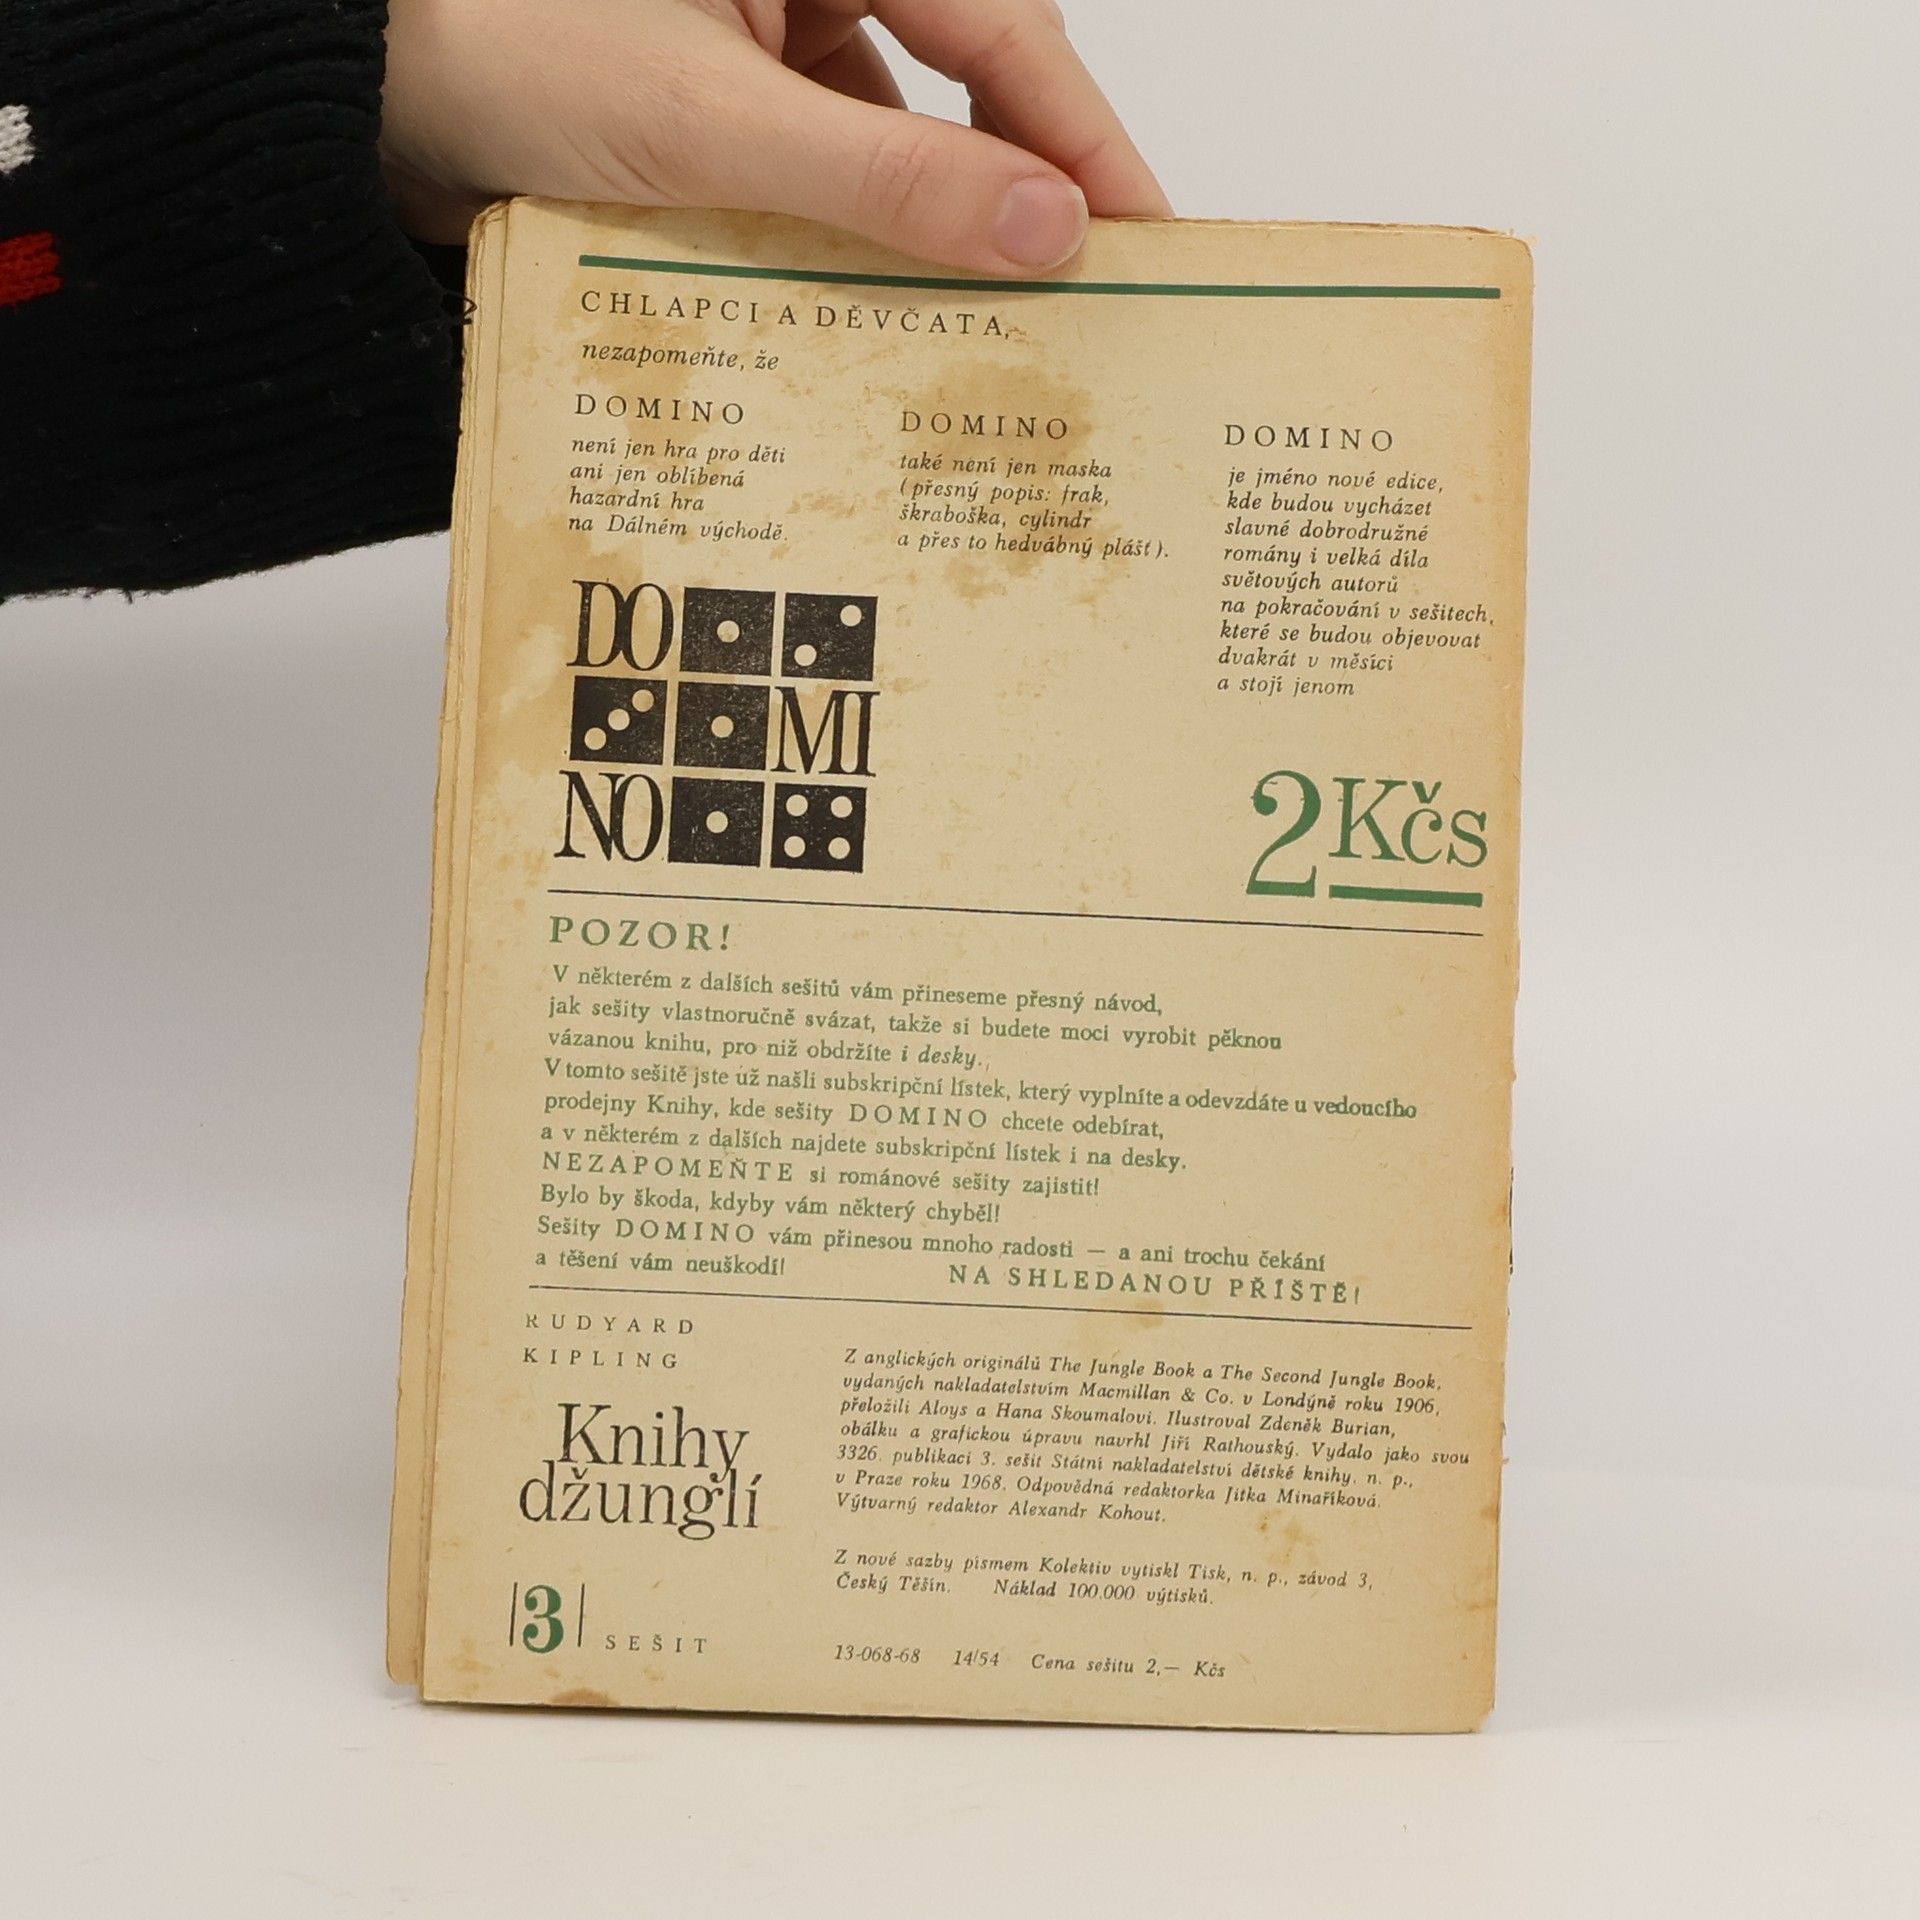 CHLAPCI A DĚVČATA,
nezapomeňte, že
DOMINO
není jen hra pro děti
ani jen oblíbená
hazardní hra
na Dálném východě.
DOMINO
také není jen maska
(přesný popis: frak,
škraboška, cylindr
a přes to hedvábný plášť).
DOMINO
je jméno nové edice,
kde budou vycházet
slavné dobrodružné
romány i velká díla
světových autorů
na pokračování v sešitech,
které se budou objevovat
dvakrát v měsíci
a stojí jenom
DO
MI
NO
2 Kčs
POZOR!
V některém z dalších sešitů vám přineseme přesný návod,
jak sešity vlastnoručně svázat, takže si budete moci vyrobit pěknou
vázanou knihu, pro niž obdržíte i desky.
V tomto sešitě jste už našli subskripční lístek, který vyplníte a odevzdáte u vedoucího
prodejny Knihy, kde sešity DOMINO chcete odebírat,
a v některém z dalších najdete subskripční lístek i na desky.
NEZAPOMEŇTE si románové sešity zajistit!
Bylo by škoda, kdyby vám některý chyběl!
Sešity DOMINO vám přinesou mnoho radosti — a ani trochu čekání
a těšení vám neuškodí! NA SHLEDANOU PŘÍŠTĚ!
RUDYARD
KIPLING
Knihy
džunglí
3 SEŠIT
Z anglických originálů The Jungle Book a The Second Jungle Book,
vydaných nakladatelstvím Macmillan & Co. v Londýně roku 1906,
přeložili Aloys a Hana Skoumalovi. Ilustroval Zdeněk Burian,
obálku a grafickou úpravu navrhl Jiří Rathouský. Vydalo jako svou
3326. publikaci 3. sešit Státní nakladatelství dětské knihy, n. p.,
v Praze roku 1968. Odpovědná redaktorka Jitka Minaříková.
Výtvarný redaktor Alexandr Kohout.
Z nové sazby písmem Kolektiv vytiskl Tisk, n. p., závod 3,
Český Těšín. Náklad 100.000 výtisků.
13-068-68 14/54 Cena sešitu 2,— Kčs